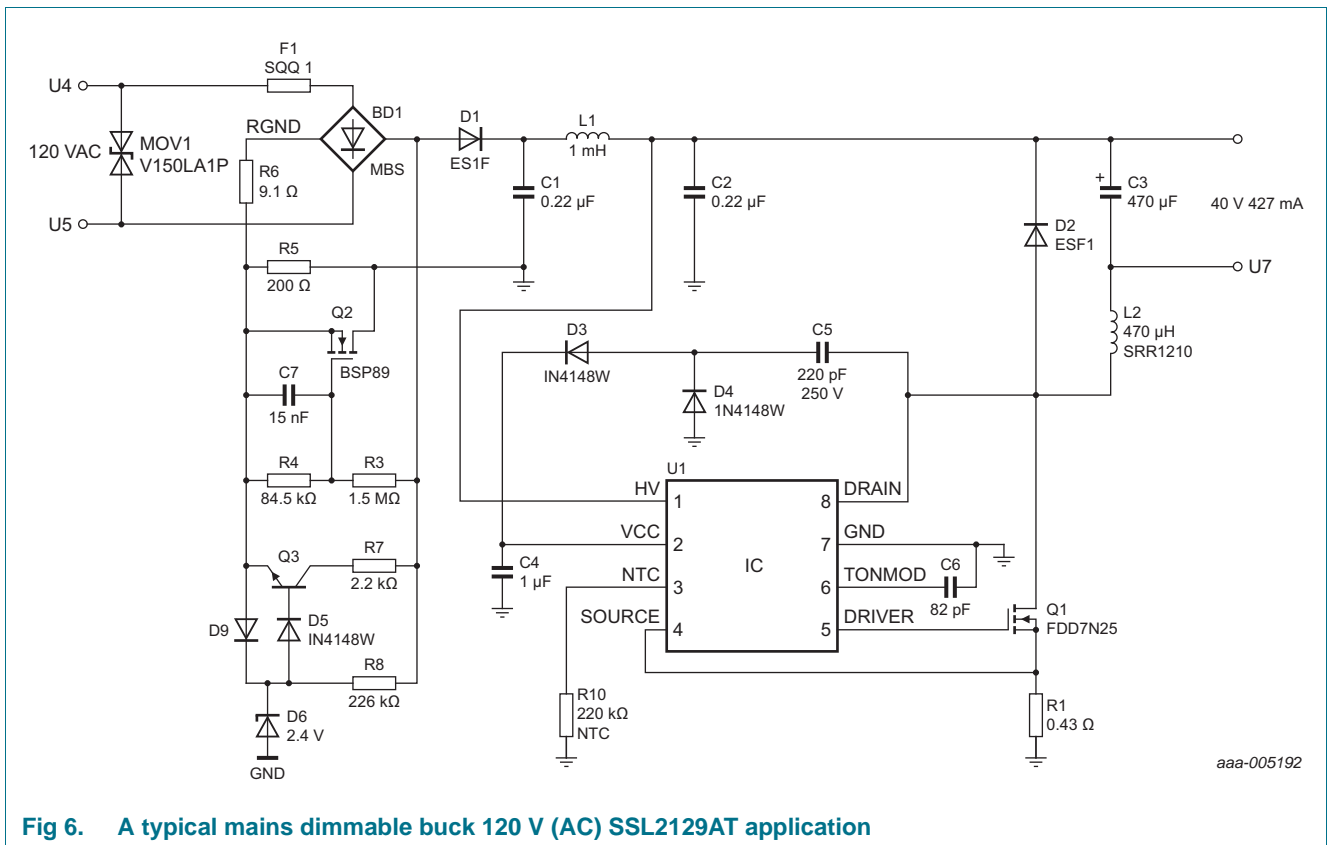 F1
SQQ 1
U4
BD1
D1
L1
RGND
120 VAC
MOV1
V150LA1P
1 mH
ES1F
MBS
R6
9.1 Ω
C1
0.22 µF
C2
0.22 µF
C3
470 µF
+
40 V 427 mA
U5
D2
ESF1
R5
200 Ω
U7
Q2
BSP89
L2
470 µH
SRR1210
D3
IN4148W
C5
220 pF
250 V
C7
15 nF
D4
1N4148W
R4
84.5 kΩ
R3
1.5 MΩ
U1
HV
1
8
DRAIN
VCC
2
7
GND
IC
NTC
3
6
TONMOD
C6
82 pF
SOURCE
4
5
DRIVER
Q3
R7
2.2 kΩ
C4
1 µF
Q1
FDD7N25
D9
D5
IN4148W
R8
226 kΩ
R10
220 kΩ
NTC
R1
0.43 Ω
D6
2.4 V
GND
aaa-005192
Fig 6. A typical mains dimmable buck 120 V (AC) SSL2129AT application